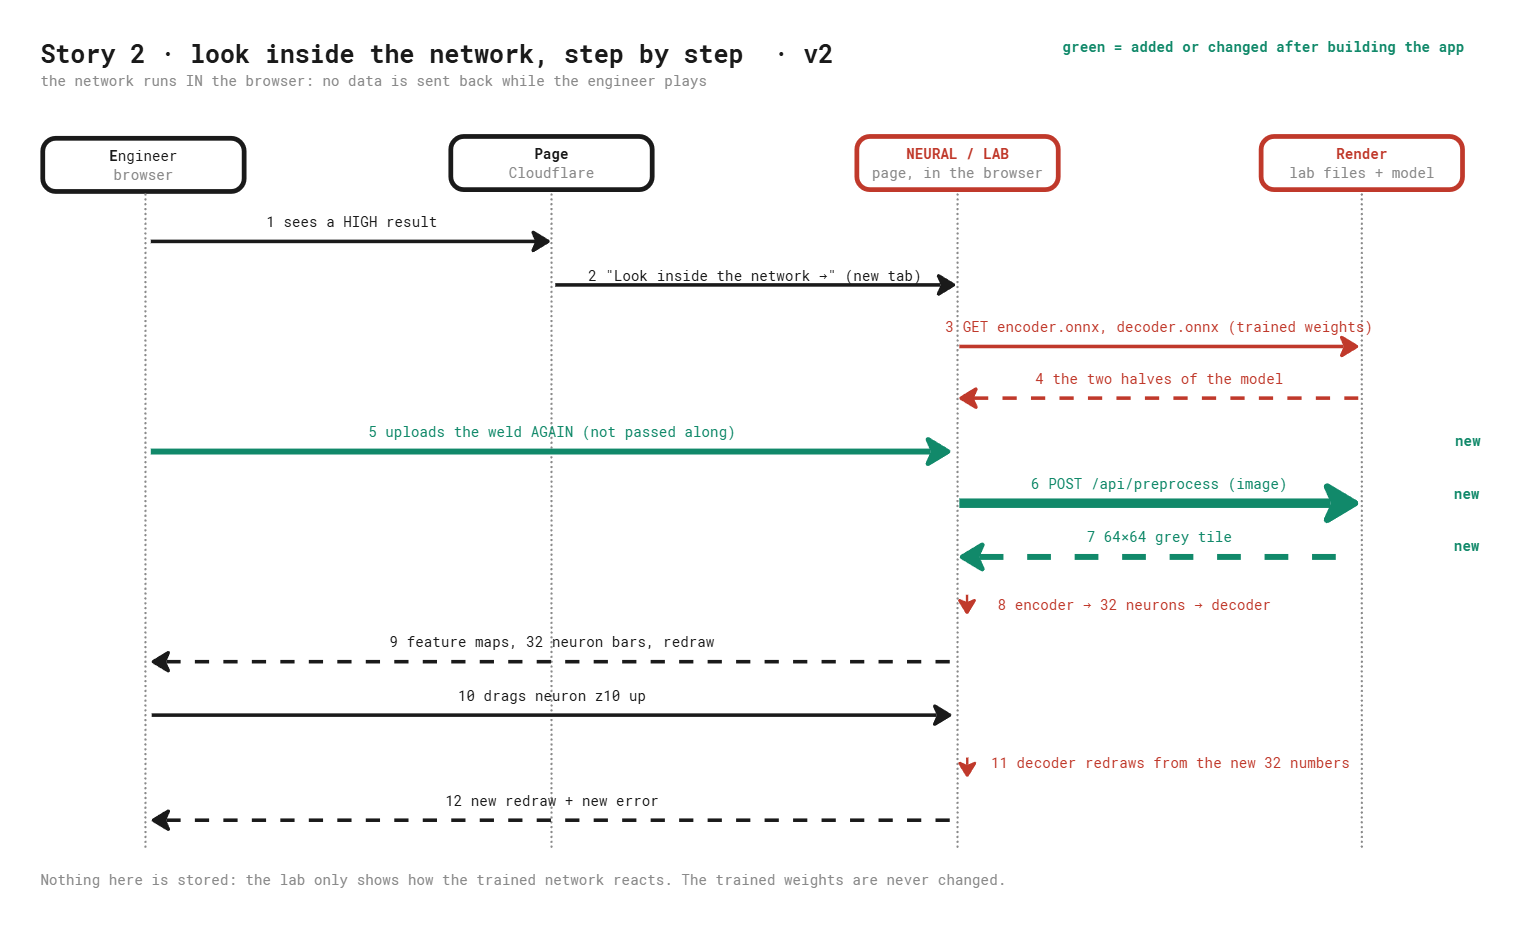 Story 2 · look inside the network, step by step  · v2
green = added or changed after building the app
the network runs IN the browser: no data is sent back while the engineer plays
Engineer
browser
Page
Cloudflare
NEURAL / LAB
page, in the browser
Render
lab files + model
1 sees a HIGH result
2 "Look inside the network →" (new tab)
3 GET encoder.onnx, decoder.onnx (trained weights)
4 the two halves of the model
5 uploads the weld AGAIN (not passed along)
new
6 POST /api/preprocess (image)
new
7 64×64 grey tile
new
8 encoder → 32 neurons → decoder
9 feature maps, 32 neuron bars, redraw
10 drags neuron z10 up
11 decoder redraws from the new 32 numbers
12 new redraw + new error
Nothing here is stored: the lab only shows how the trained network reacts. The trained weights are never changed.